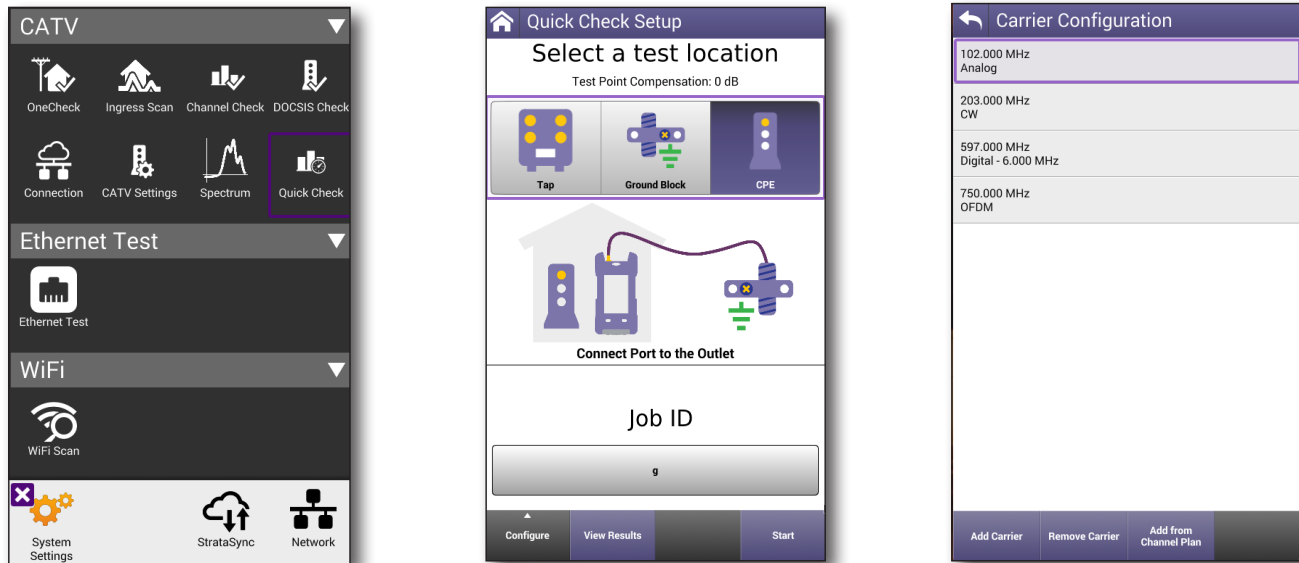 CATV
OneCheck
Ingress Scan
Channel Check
DOCSIS Check
Connection
CATV Settings
Spectrum
Quick Check
Ethernet Test
Ethernet Test
WiFi
WiFi Scan
System
Settings
StrataSync
Network
Quick Check Setup
Select a test location
Test Point Compensation: 0 dB
Tap
Ground Block
CPE
Connect Port to the Outlet
Job ID
g
Configure
View Results
Start
Carrier Configuration
102.000 MHz
Analog
203.000 MHz
CW
597.000 MHz
Digital - 6.000 MHz
750.000 MHz
OFDM
Add Carrier
Remove Carrier
Add from
Channel Plan